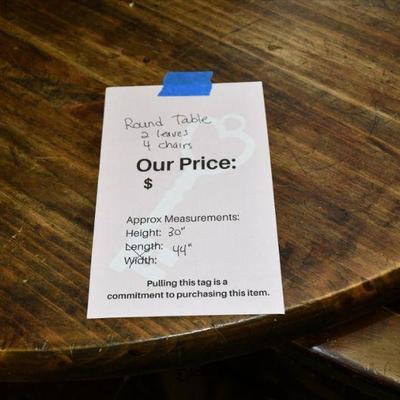 Round Table
2 leaves
4 chairs
Our Price:
$
Approx Measurements:
Height: 30"
Length: 44"
Width:
Pulling this tag is a
commitment to purchasing this item.